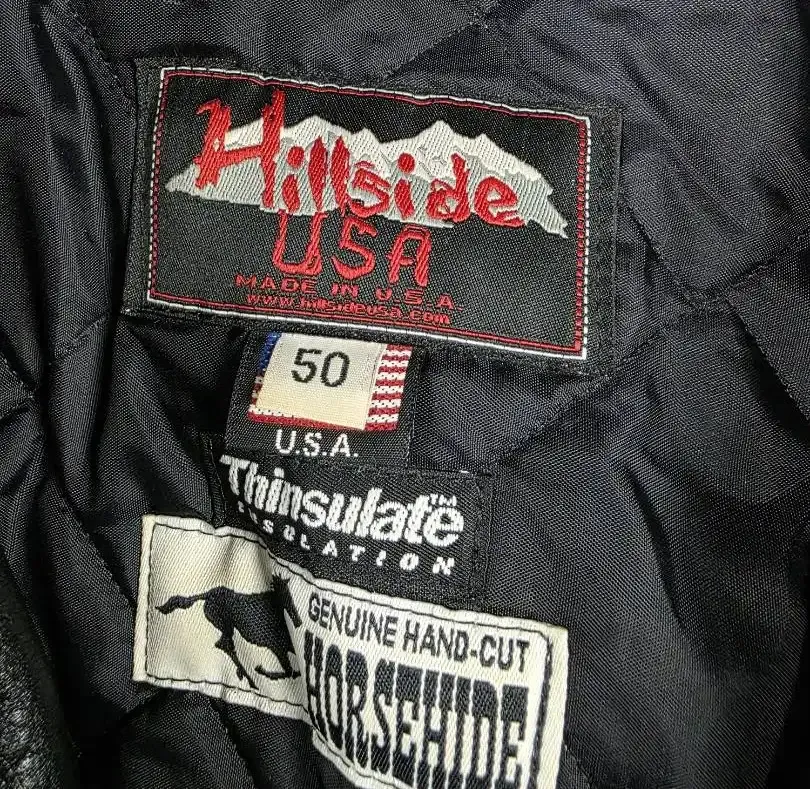 Hillside
USA
MADE IN U.S.A.
www.hillsideusa.com
50
U.S.A.
Thinsulate™
INSULATION
GENUINE HAND-CUT
HORSEHIDE